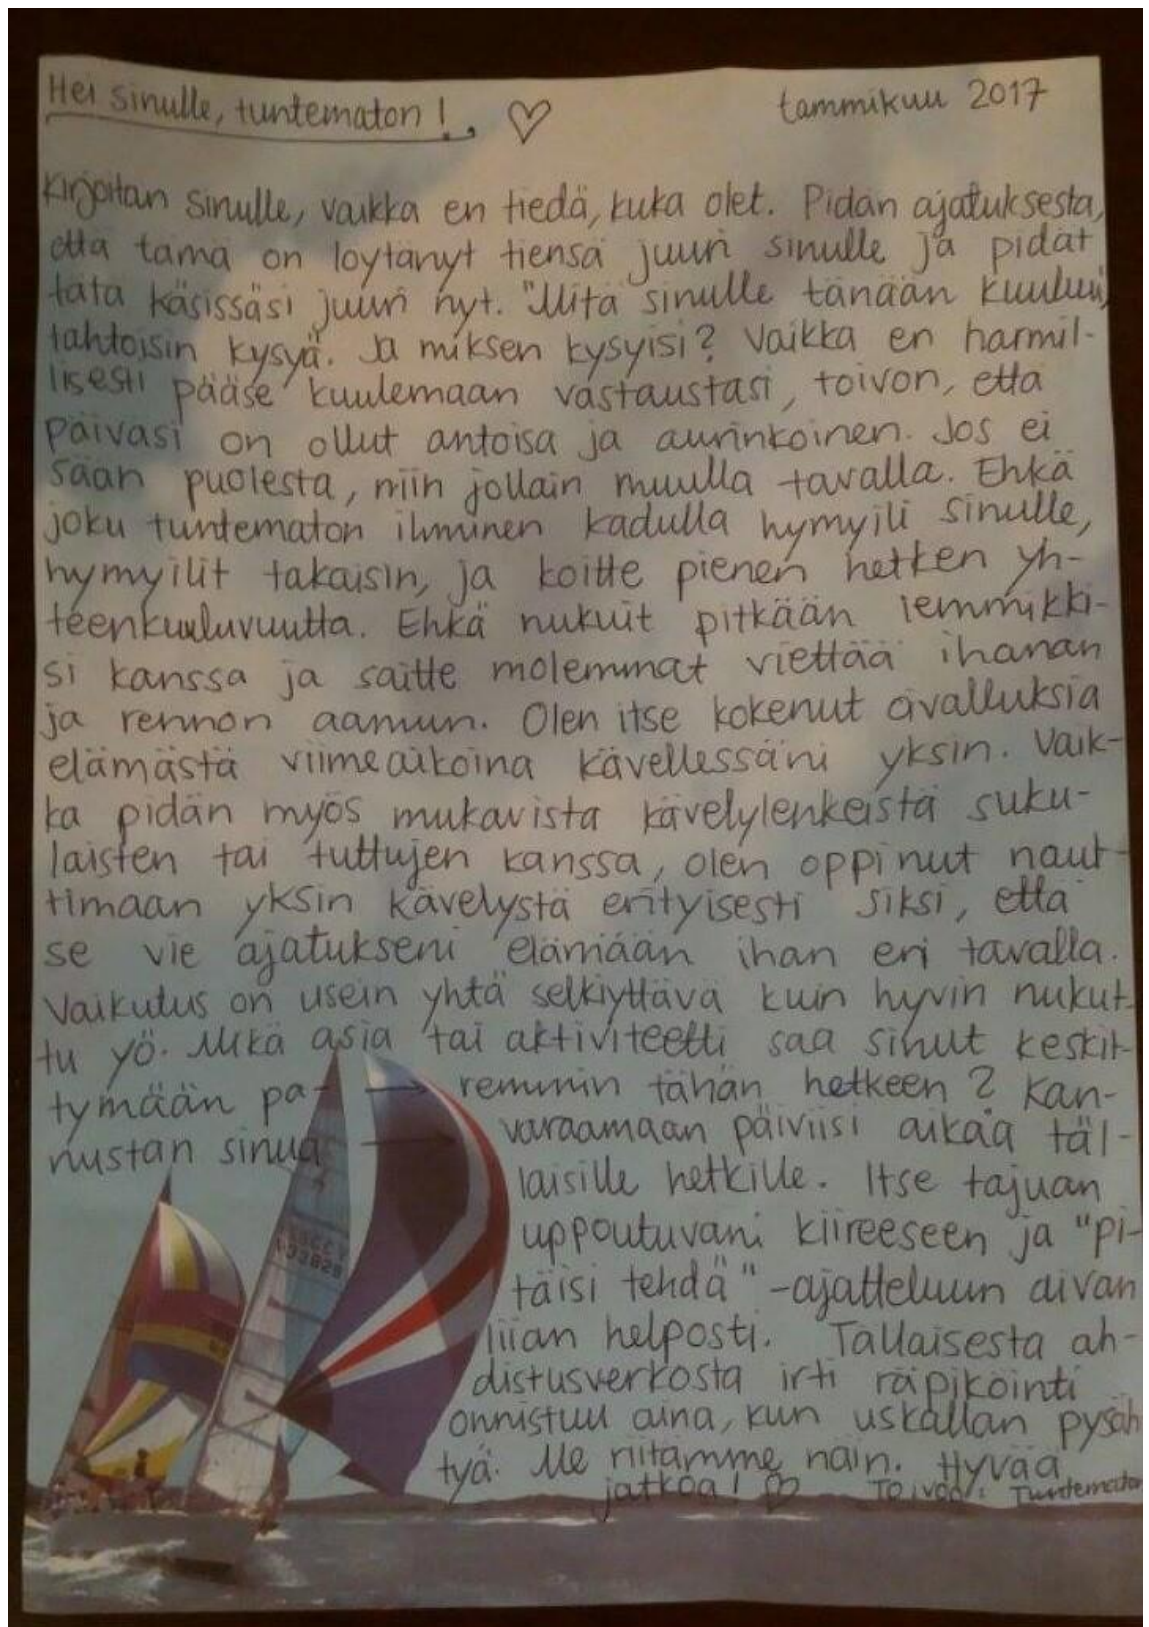 Hei sinulle, tuntematon! ♡ tammikuu 2017
Kirjoitan sinulle, vaikka en tiedä, kuka olet. Pidän ajatuksesta,
että tämä on löytänyt tiensä juuri sinulle ja pidät
tätä käsissäsi juuri nyt. "Mitä sinulle tänään kuuluu",
tahtoisin kysyä. Ja miksen kysyisi? Vaikka en harmil-
lisesti pääse kuulemaan vastaustasi, toivon, että
päiväsi on ollut antoisa ja aurinkoinen. Jos ei
sään puolesta, niin jollain muulla tavalla. Ehkä
joku tuntematon ihminen kadulla hymyili sinulle,
hymyilit takaisin, ja koitte pienen hetken yh-
teenkuuluvuutta. Ehkä nukuit pitkään lemmikki-
si kanssa ja saitte molemmat viettää ihanan
ja rennon aamun. Olen itse kokenut oivalluksia
elämästä viimeaikoina kävellessäni yksin. Vaik-
ka pidän myös mukavista kävelylenkeistä suku-
laisten tai tuttujen kanssa, olen oppinut naut-
timaan yksin kävelystä erityisesti siksi, että
se vie ajatukseni elämään ihan eri tavalla.
Vaikutus on usein yhtä selkiyttävä kuin hyvin nukut-
tu yö. Mikä asia tai aktiviteetti saa sinut keskit-
tymään pa- → remmin tähän hetkeen? Kan-
nustan sinua → varaamaan päiviisi aikaa täl-
laisille hetkille. Itse tajuan
uppoutuvani kiireeseen ja "pi-
täisi tehdä" -ajatteluun aivan
liian helposti. Tällaisesta ah-
distusverkosta irti räpiköinti
onnistuu aina, kun uskallan pysäh
tyä. Me riitämme näin. Hyvää
jatkoa! ♡ Toivoo: Tuntematon